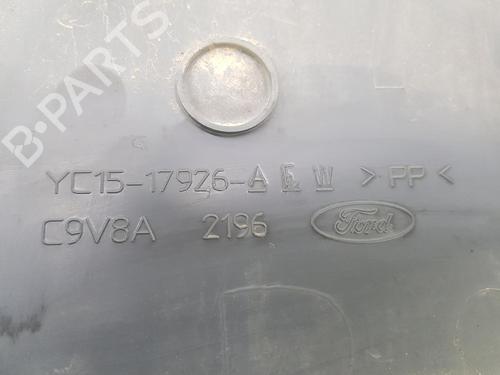 B-PARTS
YC15-17926-A W >PP<
C9V8A 2196 Ford